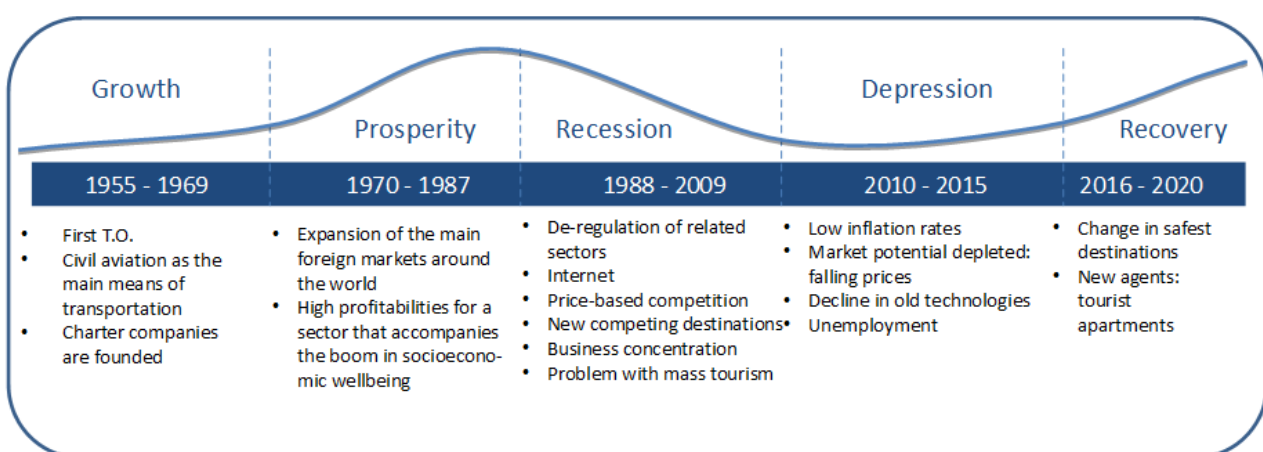 Growth
Prosperity
Recession
Depression
Recovery
1955 - 1969
1970 - 1987
1988 - 2009
2010 - 2015
2016 - 2020
• First T.O.
• Civil aviation as the
main means of
transportation
• Charter companies
are founded
• Expansion of the main
foreign markets around
the world
• High profitabilities for a
sector that accompanies
the boom in socioecono-
mic wellbeing
• De-regulation of related
sectors
• Internet
• Price-based competition
• New competing destinations
• Business concentration
• Problem with mass tourism
• Low inflation rates
• Market potential depleted:
falling prices
• Decline in old technologies
• Unemployment
• Change in safest
destinations
• New agents:
tourist
apartments